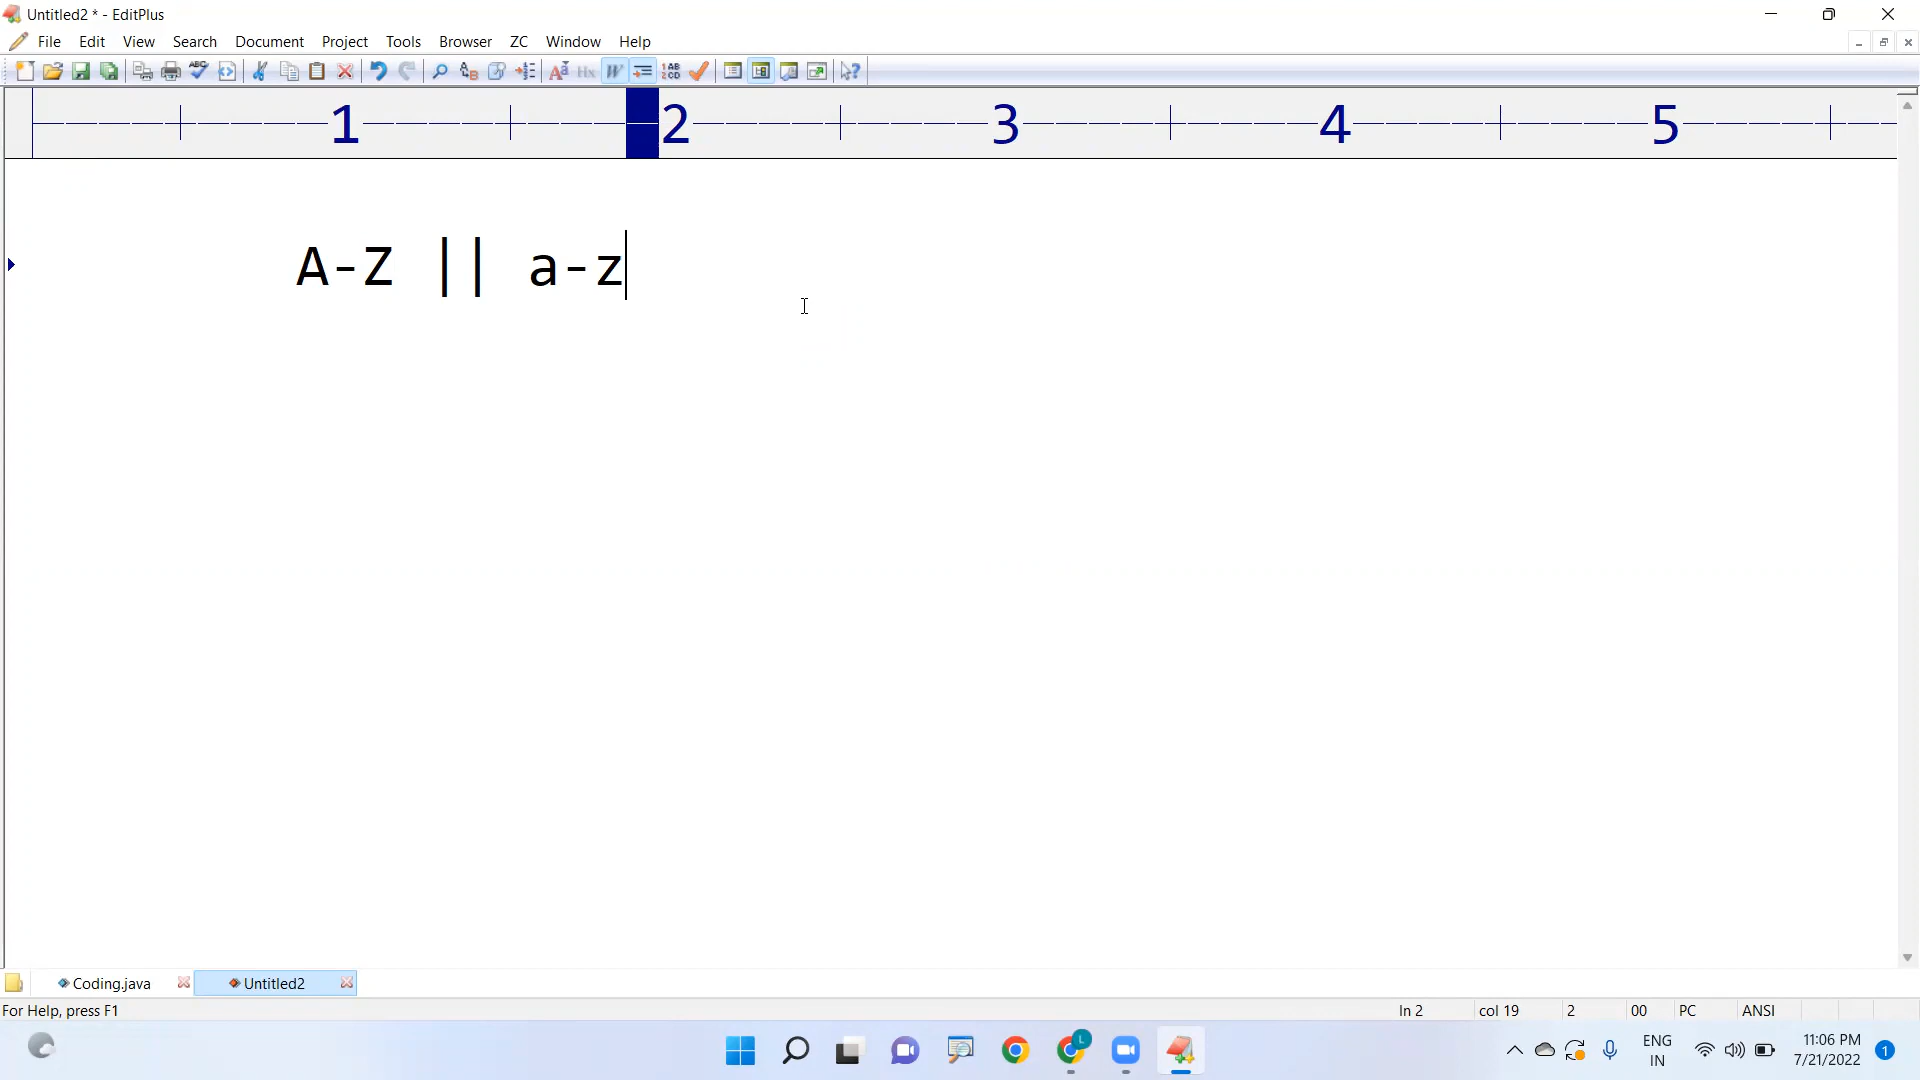 Untitled2 * - EditPlus
File Edit View Search Document Project Tools Browser ZC Window Help
1 2 3 4 5
A-Z || a-z
Coding.java Untitled2
For Help, press F1 ln 2 col 19 2 00 PC ANSI
ENG 11:06 PM
IN 7/21/2022 1